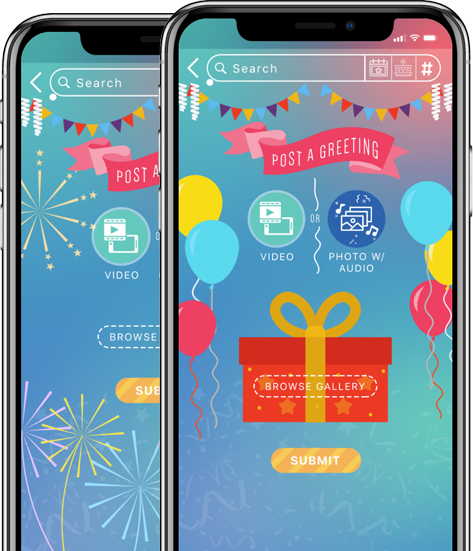 Search
POST A
VIDEO
BROWSE
SUB
Search
#
POST A GREETING
VIDEO
OR
PHOTO W/
AUDIO
BROWSE GALLERY
SUBMIT